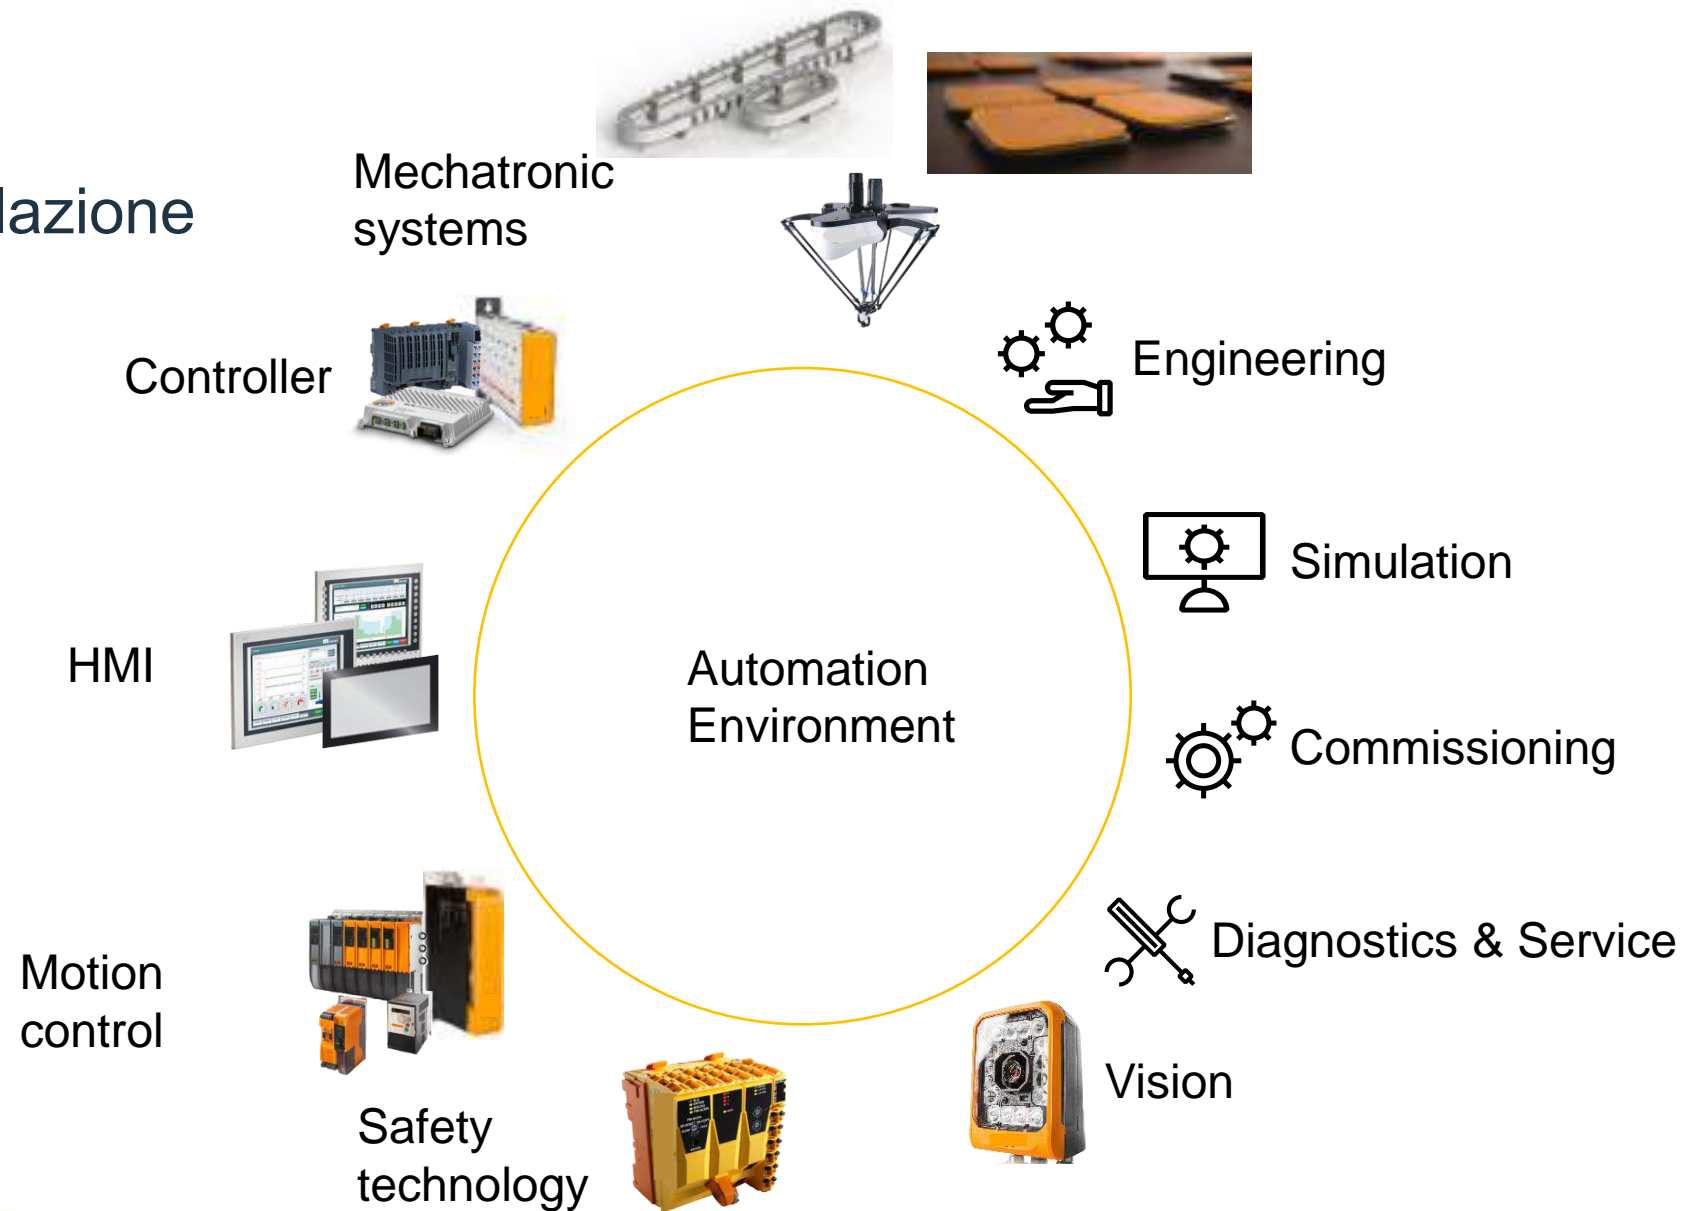 lazione
Mechatronic
systems
Controller
Engineering
Simulation
HMI
Automation
Environment
Commissioning
Diagnostics & Service
Motion
control
Vision
Safety
technology